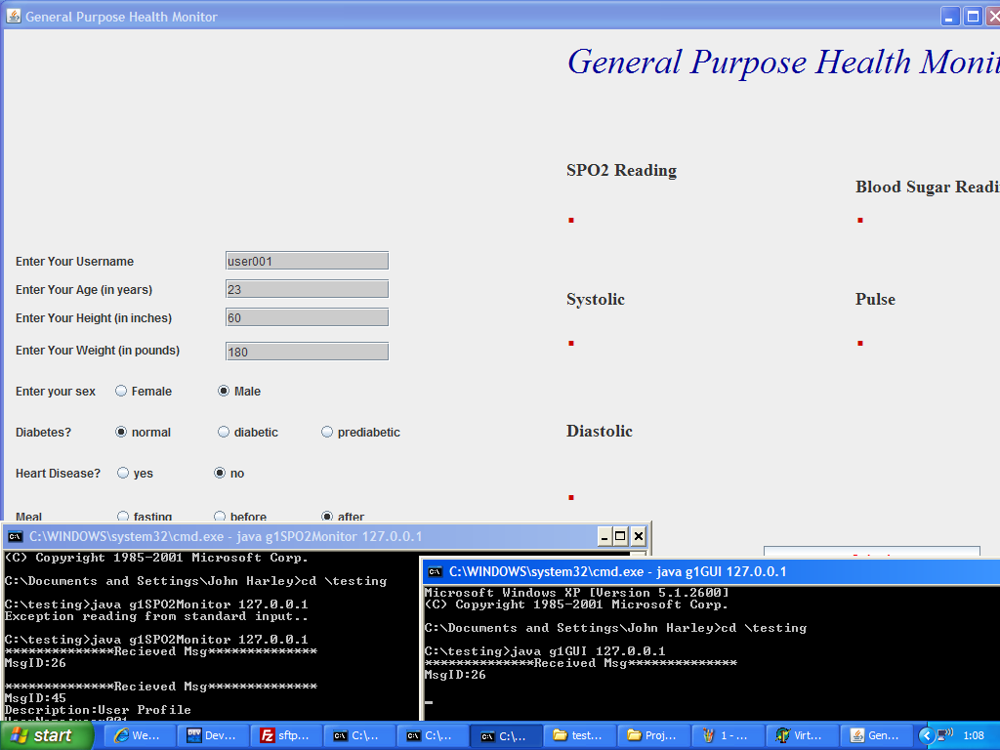 General Purpose Health Monitor
General Purpose Health Monit
SPO2 Reading
Blood Sugar Readi
Enter Your Username
user001
Enter Your Age (in years)
23
Systolic
Pulse
Enter Your Height (in inches)
60
Enter Your Weight (in pounds)
180
Enter your sex
Female
Male
Diabetes?
normal
diabetic
prediabetic
Diastolic
Heart Disease?
yes
no
Meal
fasting
before
after
C:\WINDOWS\system32\cmd.exe - java g1SPO2Monitor 127.0.0.1
(C) Copyright 1985-2001 Microsoft Corp.
C:\Documents and Settings\John Harley>cd \testing
C:\testing>java g1SPO2Monitor 127.0.0.1
Exception reading from standard input..
C:\testing>java g1SPO2Monitor 127.0.0.1
**************Recieved Msg**************
MsgID:26
**************Recieved Msg**************
MsgID:45
Description:User Profile
C:\WINDOWS\system32\cmd.exe - java g1GUI 127.0.0.1
Microsoft Windows XP [Version 5.1.2600]
(C) Copyright 1985-2001 Microsoft Corp.
C:\Documents and Settings\John Harley>cd \testing
C:\testing>java g1GUI 127.0.0.1
**************Received Msg**************
MsgID:26
start
We...
Dev...
sftp...
C:\...
C:\...
C:\...
test...
Proj...
1 - ...
Virt...
Gen...
1:08